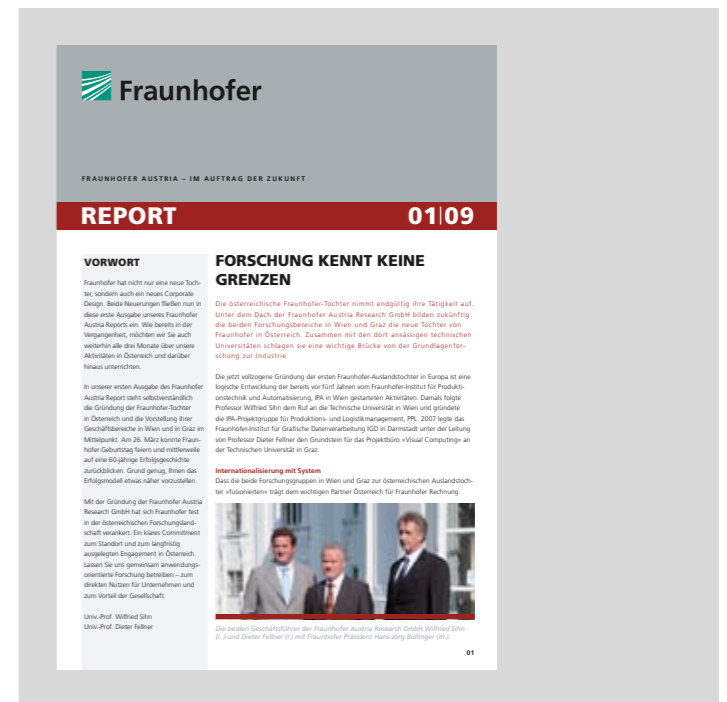 Fraunhofer
FRAUNHOFER AUSTRIA – IM AUFTRAG DER ZUKUNFT
REPORT 01|09
VORWORT
Fraunhofer hat nicht nur eine neue Toch-
ter, sondern auch ein neues Corporate
Design. Beide Neuerungen fließen nun in
diese erste Ausgabe unseres Fraunhofer
Austria Reports ein. Wie bereits in der
Vergangenheit, möchten wir Sie auch
weiterhin alle drei Monate über unsere
Aktivitäten in Österreich und darüber
hinaus unterrichten.
In unserer ersten Ausgabe des Fraunhofer
Austria Report steht selbstverständlich
die Gründung der Fraunhofer-Tochter
in Österreich und die Vorstellung ihrer
Geschäftsbereiche in Wien und in Graz im
Mittelpunkt. Am 26. März konnte Fraun-
hofer Geburtstag feiern und mittlerweile
auf eine 60-jährige Erfolgsgeschichte
zurückblicken. Grund genug, Ihnen das
Erfolgsmodell etwas näher vorzustellen.
Mit der Gründung der Fraunhofer Austria
Research GmbH hat sich Fraunhofer fest
in der österreichischen Forschungsland-
schaft verankert. Ein klares Commitment
zum Standort und zum langfristig
ausgelegten Engagement in Österreich.
Lassen Sie uns gemeinsam anwendungs-
orientierte Forschung betreiben – zum
direkten Nutzen für Unternehmen und
zum Vorteil der Gesellschaft.
Univ.-Prof. Wilfried Sihn
Univ.-Prof. Dieter Fellner
FORSCHUNG KENNT KEINE
GRENZEN
Die österreichische Fraunhofer-Tochter nimmt endgültig ihre Tätigkeit auf.
Unter dem Dach der Fraunhofer Austria Research GmbH bilden zukünftig
die beiden Forschungsbereiche in Wien und Graz die neue Tochter von
Fraunhofer in Österreich. Zusammen mit den dort ansässigen technischen
Universitäten schlagen sie eine wichtige Brücke von der Grundlagenfor-
schung zur Industrie.
Die jetzt vollzogene Gründung der ersten Fraunhofer-Auslandstochter in Europa ist eine
logische Entwicklung der bereits vor fünf Jahren vom Fraunhofer-Institut für Produkti-
onstechnik und Automatisierung, IPA in Wien gestarteten Aktivitäten. Damals folgte
Professor Wilfried Sihn dem Ruf an die Technische Universität in Wien und gründete
die IPA-Projektgruppe für Produktions- und Logistikmanagement, PPL. 2007 legte das
Fraunhofer-Institut für Grafische Datenverarbeitung IGD in Darmstadt unter der Leitung
von Professor Dieter Fellner den Grundstein für das Projektbüro »Visual Computing« an
der Technischen Universität in Graz.
Internationalisierung mit System
Dass die beiden Forschungsgruppen in Wien und Graz zur österreichischen Auslandstoch-
ter »fusionierten« trägt dem wichtigen Partner Österreich für Fraunhofer Rechnung.
Die beiden Geschäftsführer der Fraunhofer Austria Research GmbH Wilfried Sihn
(l. ) und Dieter Fellner (r.) mit Fraunhofer Präsident Hans-Jörg Bullinger (m.).
01